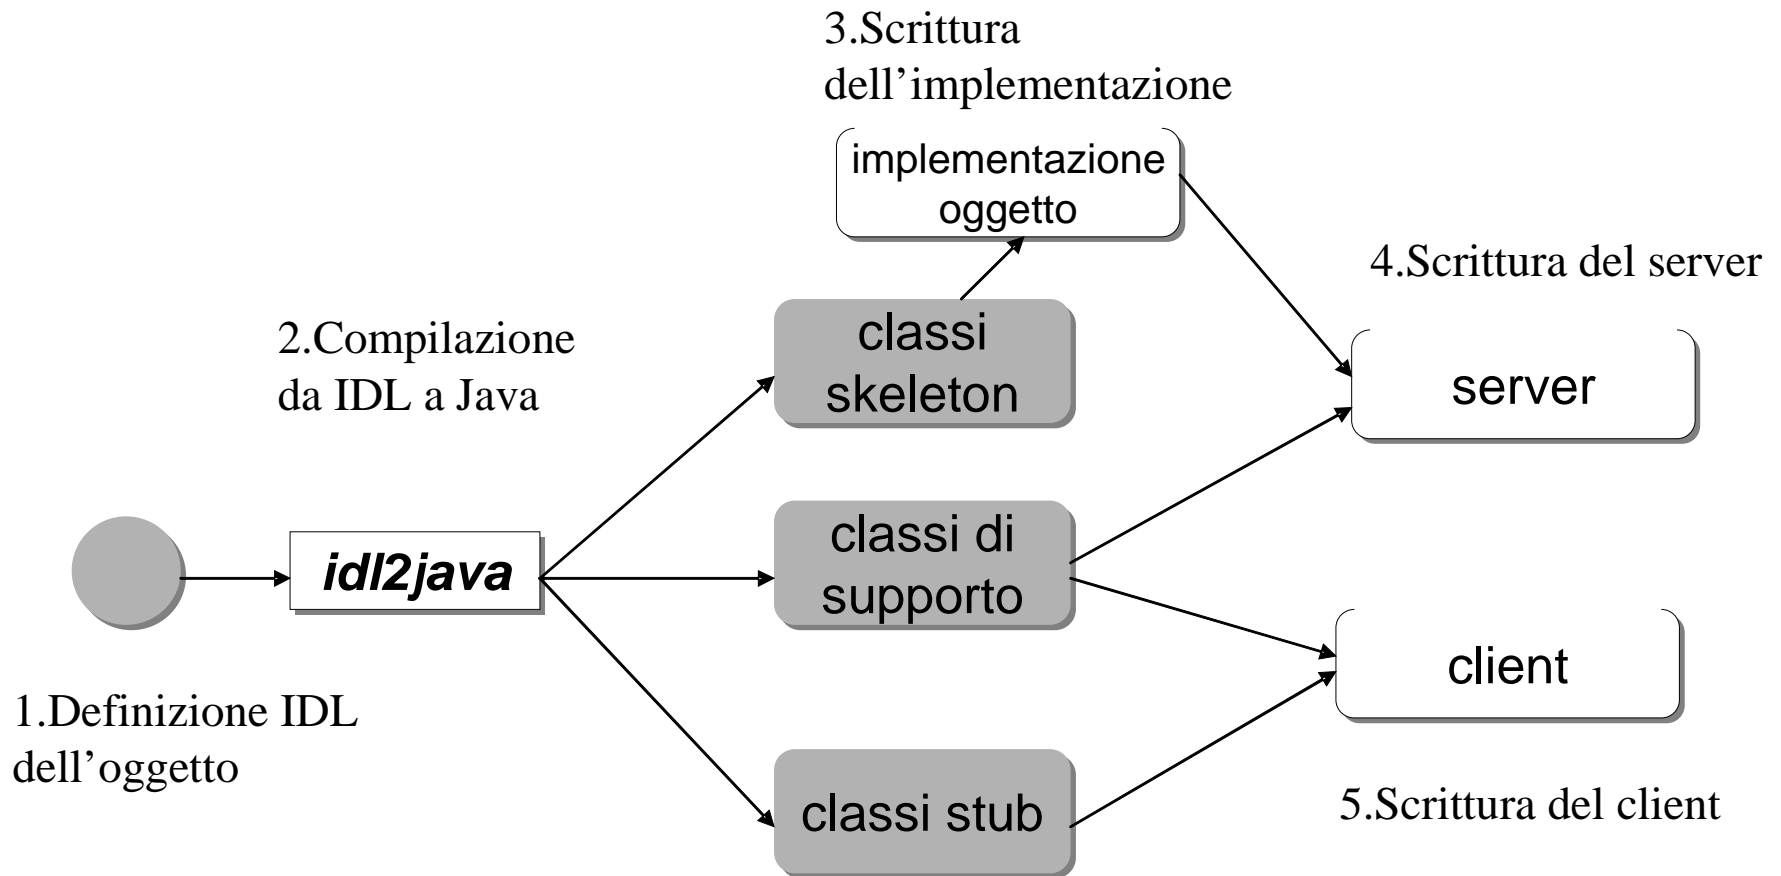 3.Scrittura
dell’implementazione
implementazione
oggetto
4.Scrittura del server
2.Compilazione
da IDL a Java
classi
skeleton
server
idl2java
classi di
supporto
client
1.Definizione IDL
dell’oggetto
classi stub
5.Scrittura del client